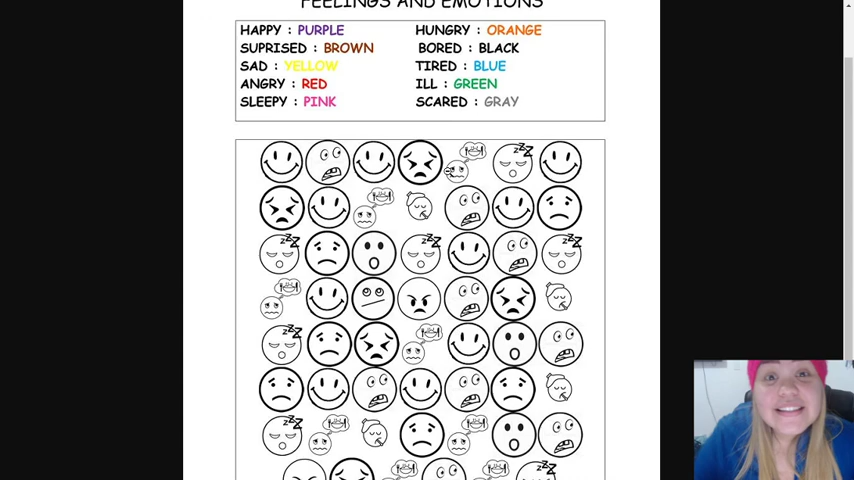 FEELINGS AND EMOTIONS
HAPPY : PURPLE
SUPRISED : BROWN
SAD : YELLOW
ANGRY : RED
SLEEPY : PINK
HUNGRY : ORANGE
BORED : BLACK
TIRED : BLUE
ILL : GREEN
SCARED : GRAY